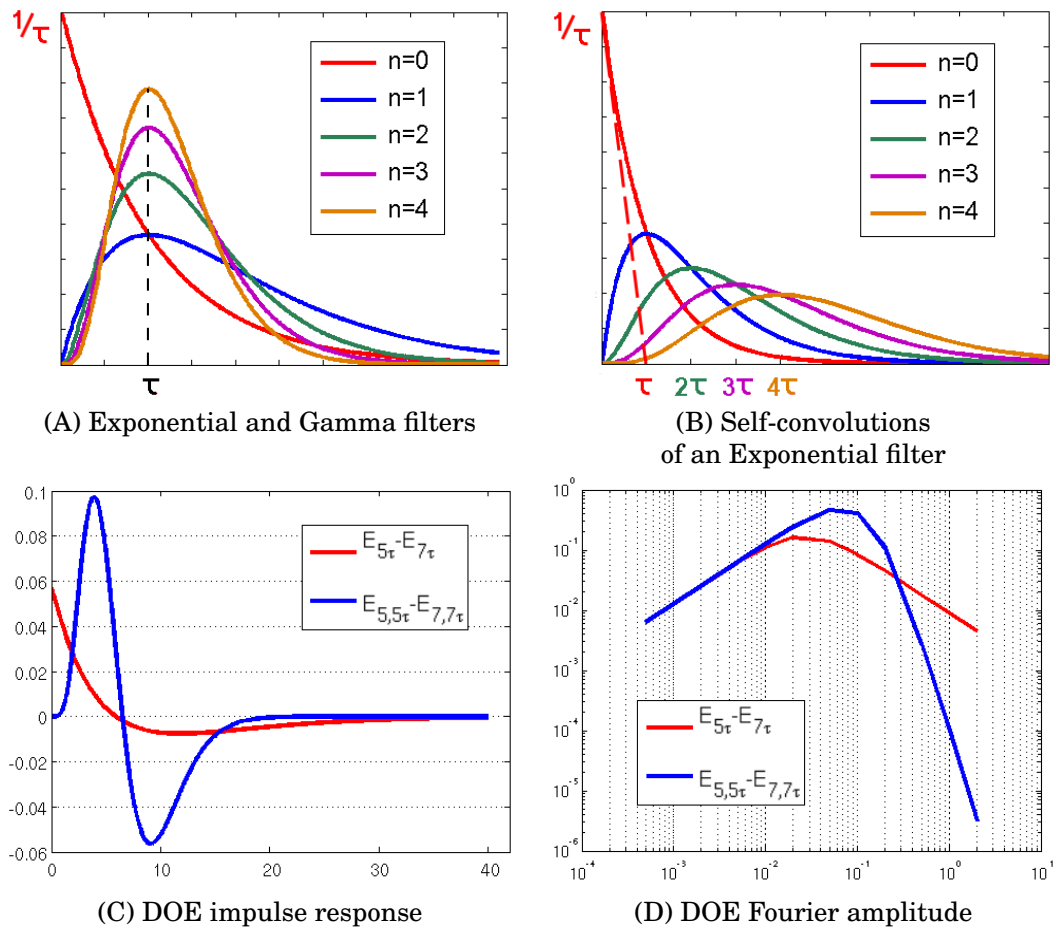 1/τ
n=0
n=1
n=2
n=3
n=4
τ
(A) Exponential and Gamma filters
1/τ
n=0
n=1
n=2
n=3
n=4
τ 2τ 3τ 4τ
(B) Self-convolutions
of an Exponential filter
0.1
0.08
0.06
0.04
0.02
0
-0.02
-0.04
-0.06
0 10 20 30 40
E5τ-E7τ
E5,5τ-E7,7τ
(C) DOE impulse response
10^0
10^-1
10^-2
10^-3
10^-4
10^-5
10^-6
10^-4 10^-3 10^-2 10^-1 10^0 10^1
E5τ-E7τ
E5,5τ-E7,7τ
(D) DOE Fourier amplitude